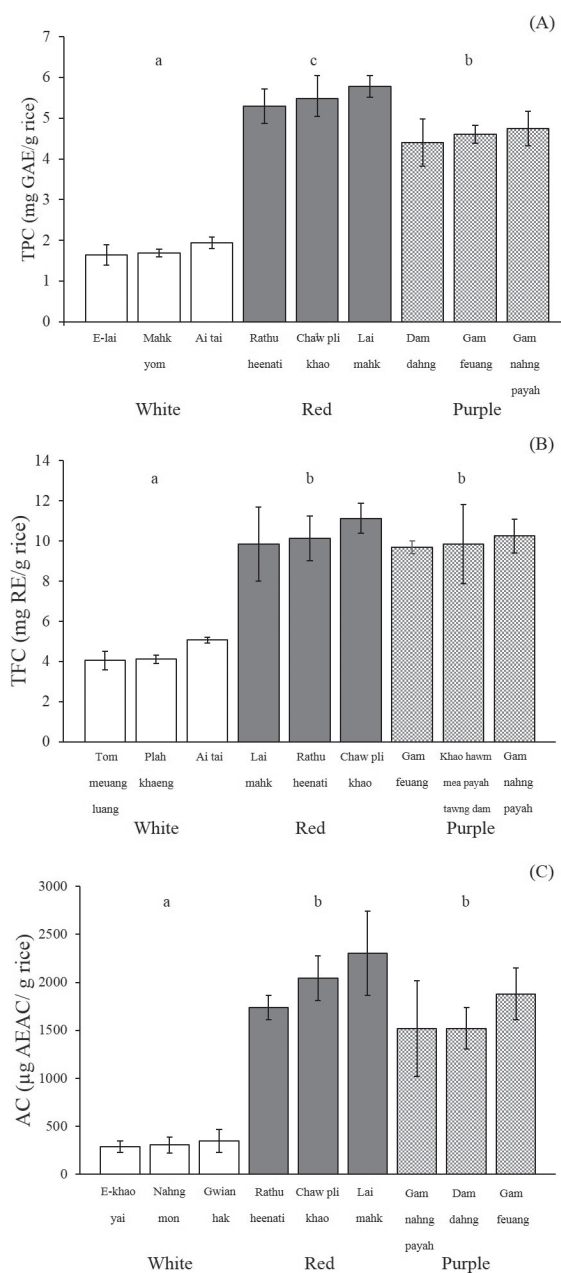 (A)
TPC (mg GAE/g rice)
7
6
5
4
3
2
1
0
a
c
b
E-lai
Mahk
yom
Ai tai
Rathu
heenati
Chaw pli
khao
Lai
mahk
Dam
dahng
Gam
feuang
Gam
nahng
payah
White
Red
Purple
(B)
TFC (mg RE/g rice)
14
12
10
8
6
4
2
0
a
b
b
Tom
meuang
luang
Plah
khaeng
Ai tai
Lai
mahk
Rathu
heenati
Chaw pli
khao
Gam
feuang
Khao hawm
mea payah
tawng dam
Gam
nahng
payah
White
Red
Purple
(C)
AC (µg AEAC/ g rice)
3000
2500
2000
1500
1000
500
0
a
b
b
E-khao
yai
Nahng
mon
Gwian
hak
Rathu
heenati
Chaw pli
khao
Lai
mahk
Gam
nahng
payah
Dam
dahng
Gam
feuang
White
Red
Purple